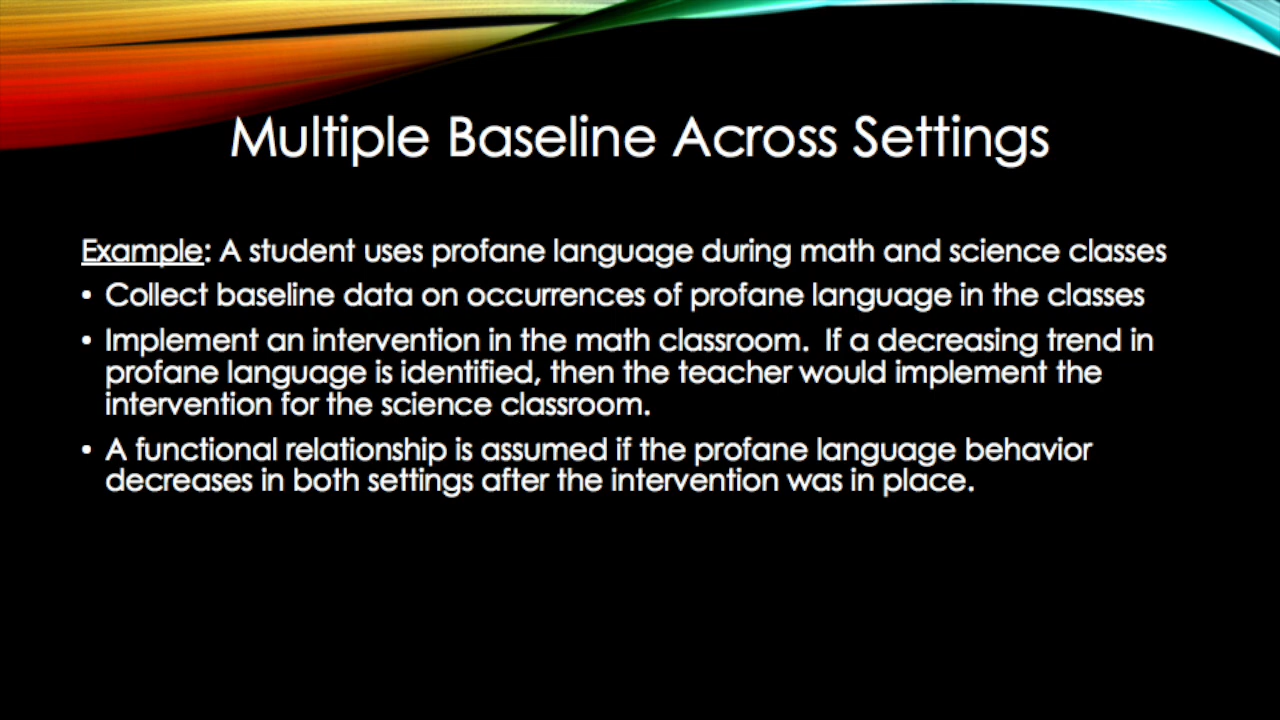 Multiple Baseline Across Settings
Example: A student uses profane language during math and science classes
• Collect baseline data on occurrences of profane language in the classes
• Implement an intervention in the math classroom.  If a decreasing trend in
profane language is identified, then the teacher would implement the
intervention for the science classroom.
• A functional relationship is assumed if the profane language behavior
decreases in both settings after the intervention was in place.